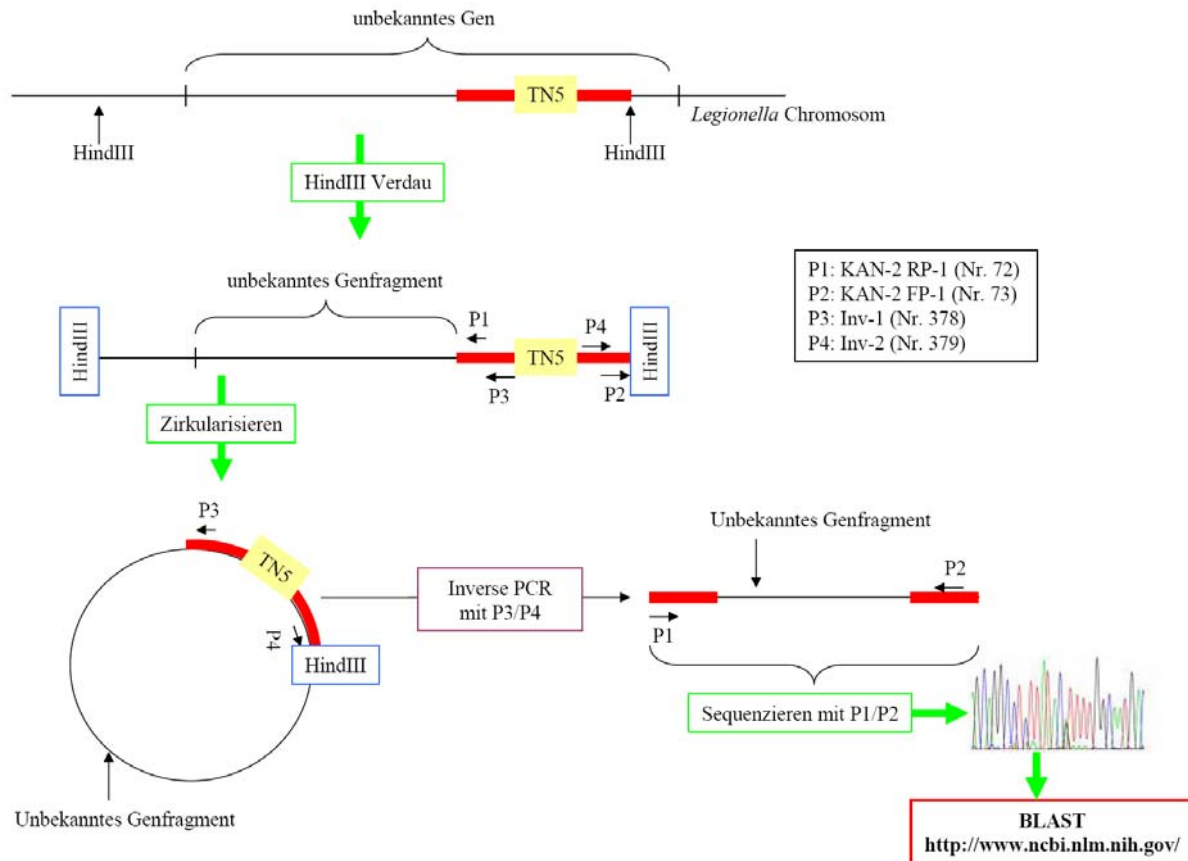 unbekanntes Gen
TN5
Legionella Chromosom
HindIII
HindIII
HindIII Verdau
unbekanntes Genfragment
P1: KAN-2 RP-1 (Nr. 72)
P2: KAN-2 FP-1 (Nr. 73)
P3: Inv-1 (Nr. 378)
P4: Inv-2 (Nr. 379)
HindIII
P1
P4
TN5
HindIII
P3
P2
Zirkularisieren
P3
TN5
P4
HindIII
Unbekanntes Genfragment
Inverse PCR
mit P3/P4
Unbekanntes Genfragment
P2
P1
Sequenzieren mit P1/P2
BLAST
http://www.ncbi.nlm.nih.gov/